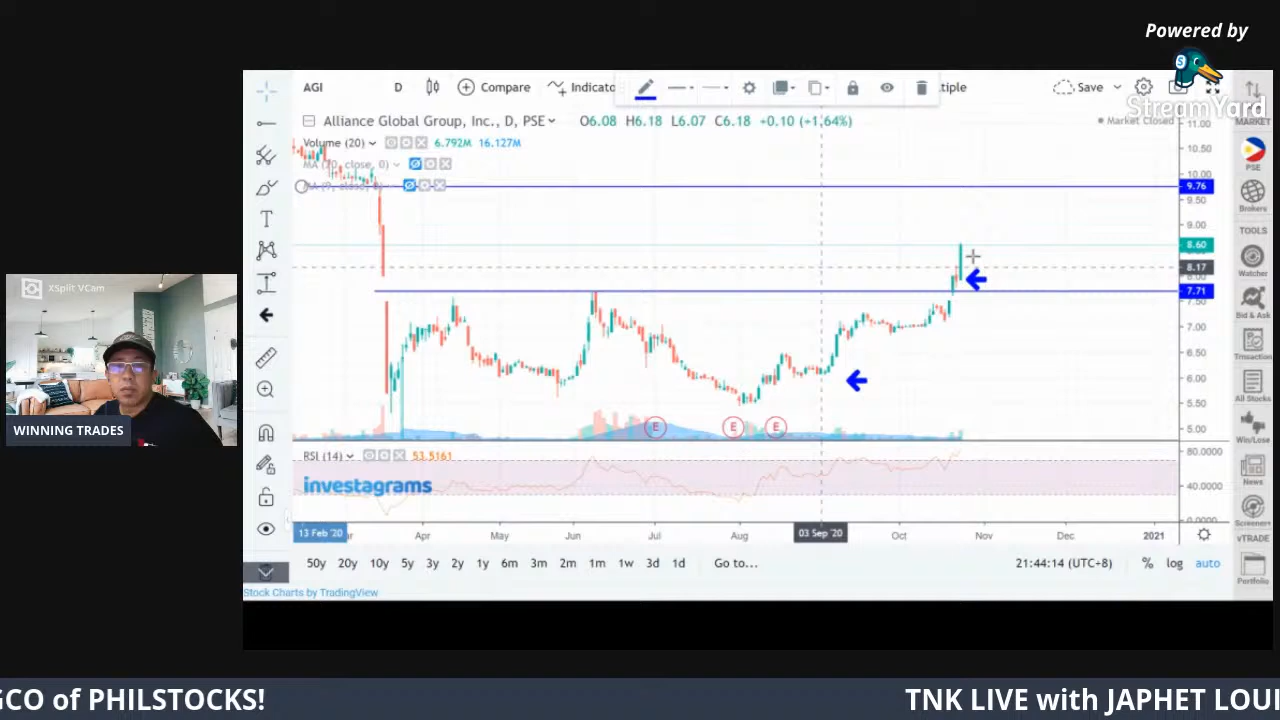 Powered by
StreamYard
AGI D Compare Indicato tiple Save
Alliance Global Group, Inc., D, PSE O6.08 H6.18 L6.07 C6.18 +0.10 (+1.64%)
Market Closed
Volume (20) 6.792M 16.127M
11.00
10.50
10.00
9.76
9.50
9.00
8.60
8.17
7.71
7.50
7.00
6.50
6.00
5.50
5.00
E E E
RSI (14) 53.5161
80.0000
40.0000
0.0000
investagrams
13 Feb '20 Apr May Jun Jul Aug 03 Sep '20 Oct Nov Dec 2021
50y 20y 10y 5y 3y 2y 1y 6m 3m 2m 1m 1w 3d 1d Go to... 21:44:14 (UTC+8) % log auto
Stock Charts by TradingView
MARKET
PSE
Brokers
TOOLS
Watcher
Bid & Ask
Transaction
All Stocks
Win/Lose
News
Screener+
vTRADE
Portfolio
XSplit VCam
WINNING TRADES
GCO of PHILSTOCKS! TNK LIVE with JAPHET LOUI